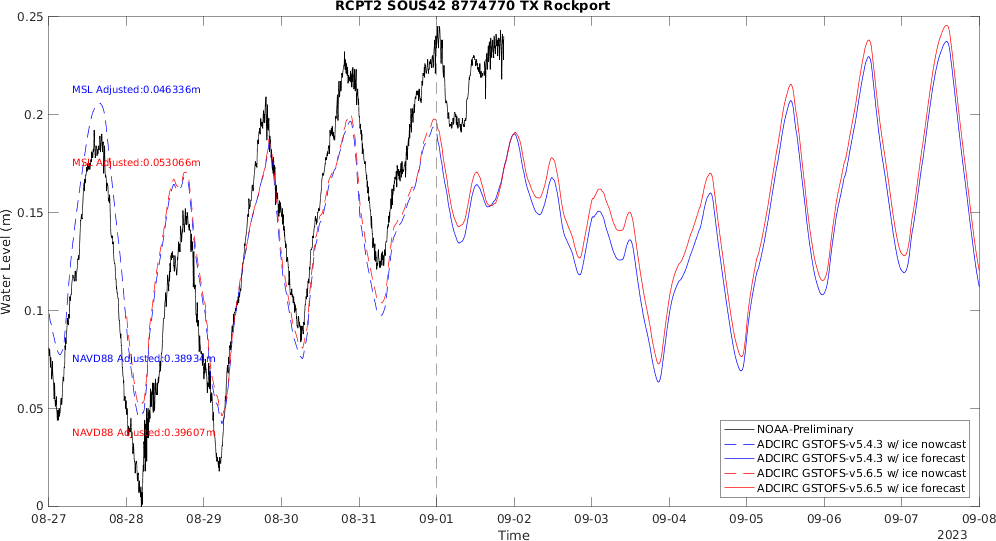 RCPT2 SOUS42 8774770 TX Rockport
0.25
0.2
0.15
0.1
0.05
0
Water Level (m)
MSL Adjusted:0.046336m
MSL Adjusted:0.053066m
NAVD88 Adjusted:0.38934m
NAVD88 Adjusted:0.39607m
NOAA-Preliminary
ADCIRC GSTOFS-v5.4.3 w/ ice nowcast
ADCIRC GSTOFS-v5.4.3 w/ ice forecast
ADCIRC GSTOFS-v5.6.5 w/ ice nowcast
ADCIRC GSTOFS-v5.6.5 w/ ice forecast
08-27 08-28 08-29 08-30 08-31 09-01 09-02 09-03 09-04 09-05 09-06 09-07 09-08
Time
2023